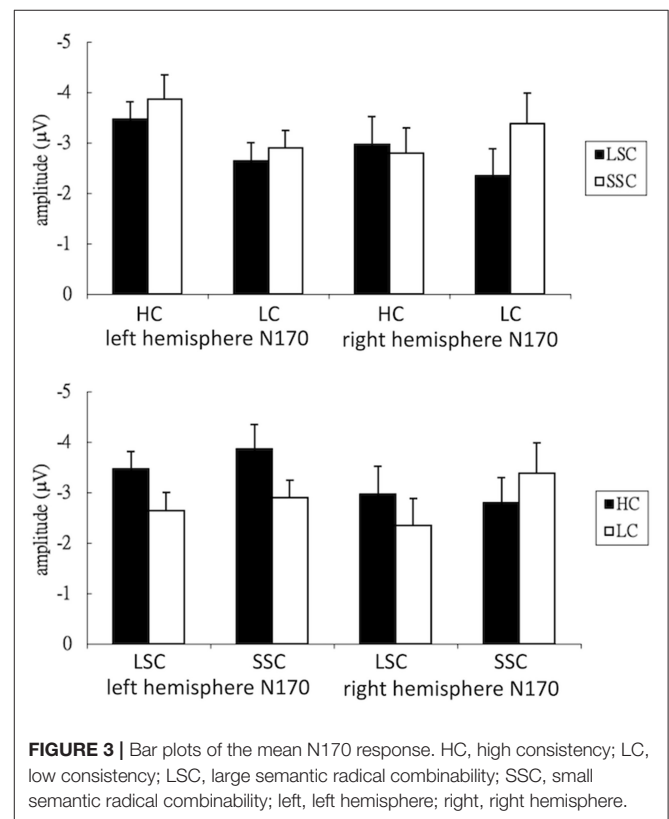 -5
-4
-3
-2
-1
0
amplitude (µV)
LSC
SSC
HC LC HC LC
left hemisphere N170 right hemisphere N170
-5
-4
-3
-2
-1
0
amplitude (µV)
HC
LC
LSC SSC LSC SSC
left hemisphere N170 right hemisphere N170
FIGURE 3 | Bar plots of the mean N170 response. HC, high consistency; LC,
low consistency; LSC, large semantic radical combinability; SSC, small
semantic radical combinability; left, left hemisphere; right, right hemisphere.